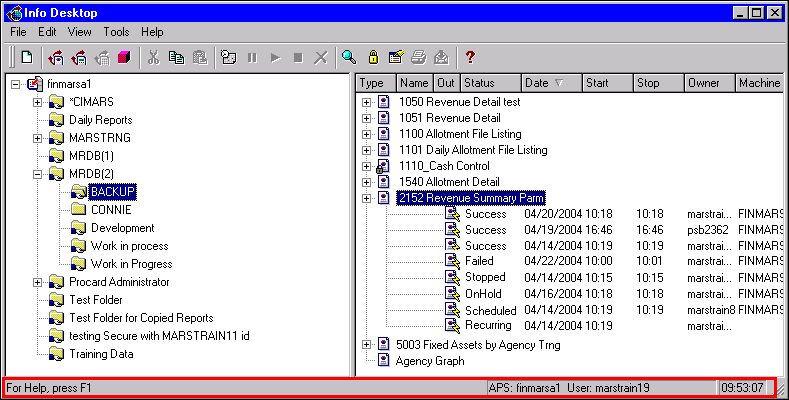 Info Desktop
File Edit View Tools Help
finmarsa1
*CIMARS
Daily Reports
MARSTRNG
MRDB(1)
MRDB(2)
BACKUP
CONNIE
Development
Work in process
Work in Progress
Procard Administrator
Test Folder
Test Folder for Copied Reports
testing Secure with MARSTRAIN11 id
Training Data
Type Name Out Status Date Start Stop Owner Machine
1050 Revenue Detail test
1051 Revenue Detail
1100 Allotment File Listing
1101 Daily Allotment File Listing
1110_Cash Control
1540 Allotment Detail
2152 Revenue Summary Parm
Success 04/20/2004 10:18 10:18 marstrai... FINMARS
Success 04/19/2004 16:46 16:46 psb2362 FINMARS
Success 04/14/2004 10:19 10:19 marstrai... FINMARS
Failed 04/22/2004 10:00 10:01 marstrai... FINMARS
Stopped 04/14/2004 10:15 10:15 marstrai... FINMARS
OnHold 04/16/2004 10:18 10:18 marstrai... FINMARS
Scheduled 04/14/2004 10:19 10:19 marstrain8 FINMARS
Recurring 04/14/2004 10:19 marstrai...
5003 Fixed Assets by Agency Trng
Agency Graph
For Help, press F1 APS: finmarsa1 User: marstrain19 09:53:07